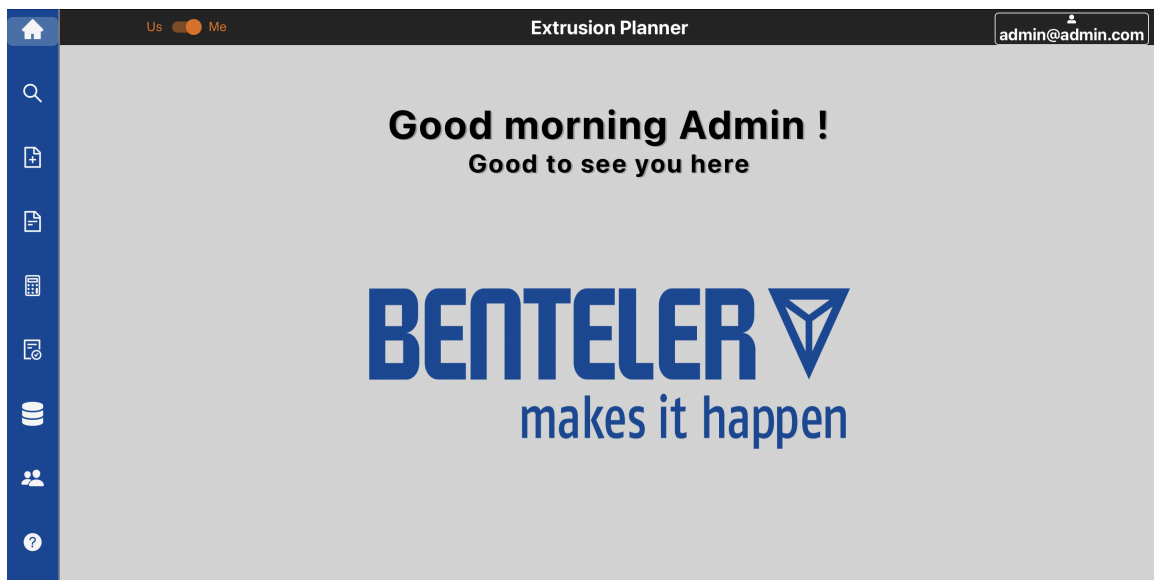 Us Me
Extrusion Planner
admin@admin.com
Good morning Admin !
Good to see you here
BENTELER
makes it happen
?